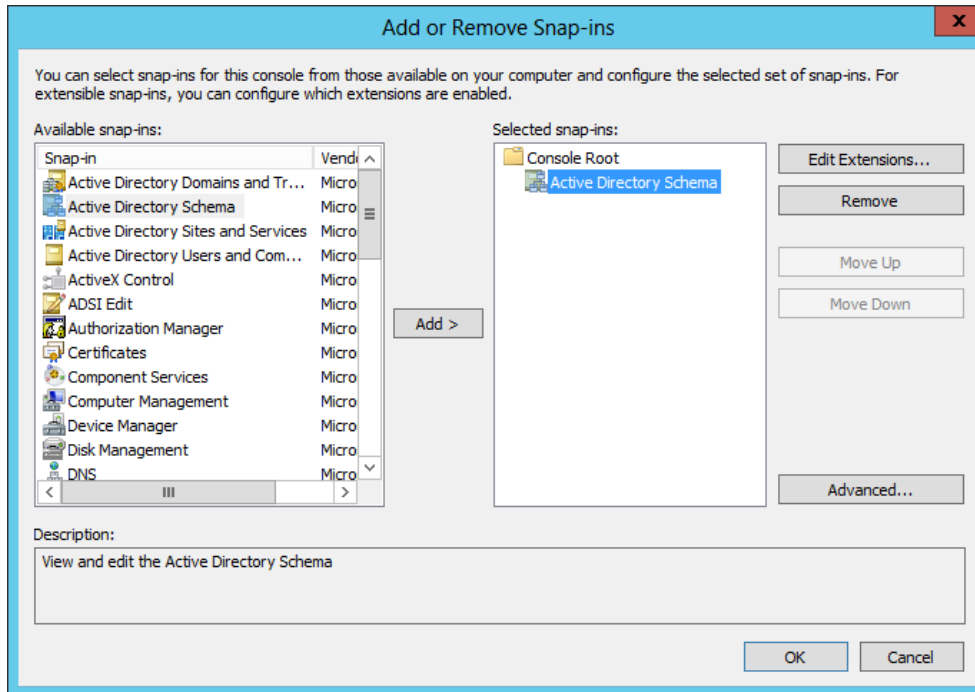 Add or Remove Snap-ins
x
You can select snap-ins for this console from those available on your computer and configure the selected set of snap-ins. For
extensible snap-ins, you can configure which extensions are enabled.
Available snap-ins:
Snap-in Vend
Active Directory Domains and Tr... Micro
Active Directory Schema Micro
Active Directory Sites and Services Micro
Active Directory Users and Com... Micro
ActiveX Control Micro
ADSI Edit Micro
Authorization Manager Micro
Certificates Micro
Component Services Micro
Computer Management Micro
Device Manager Micro
Disk Management Micro
DNS Micro
Add >
Selected snap-ins:
Console Root
Active Directory Schema
Edit Extensions...
Remove
Move Up
Move Down
Advanced...
Description:
View and edit the Active Directory Schema
OK
Cancel